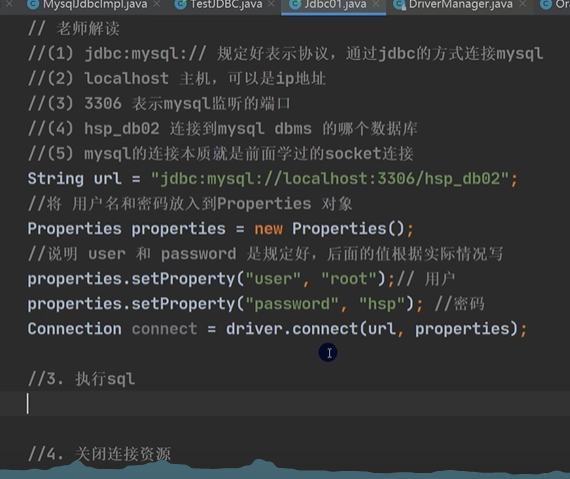 MysqlJdbcImpl.java
TestJDBC.java
Jdbc01.java
DriverManager.java
// 老师解读
//(1) jdbc:mysql:// 规定好表示协议，通过jdbc的方式连接mysql
//(2) localhost 主机，可以是ip地址
//(3) 3306 表示mysql监听的端口
//(4) hsp_db02 连接到mysql dbms 的哪个数据库
//(5) mysql的连接本质就是前面学过的socket连接
String url = "jdbc:mysql://localhost:3306/hsp_db02";
//将 用户名和密码放入到Properties 对象
Properties properties = new Properties();
//说明 user 和 password 是规定好，后面的值根据实际情况写
properties.setProperty("user", "root");// 用户
properties.setProperty("password", "hsp"); //密码
Connection connect = driver.connect(url, properties);
//3. 执行sql
//4. 关闭连接资源